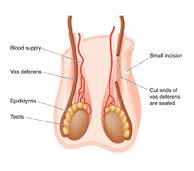 Blood supply
Vas deferens
Epididymis
Testis
Small incision
Cut ends of
vas deferens
are sealed